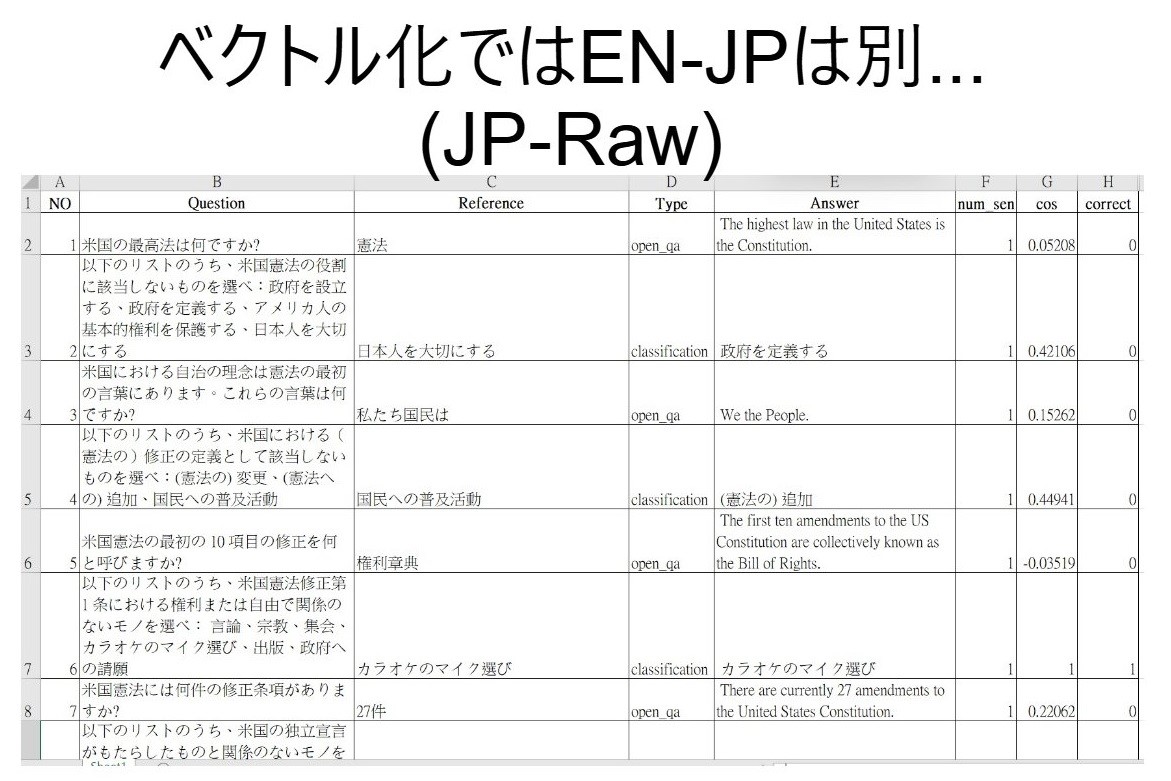 ベクトル化ではEN-JPは別...
(JP-Raw)
A B C D E F G H
1 NO Question Reference Type Answer num_sen cos correct
The highest law in the United States is
2 1 米国の最高法は何ですか? 憲法 open_qa the Constitution. 1 0.05208 0
以下のリストのうち、米国憲法の役割
に該当しないものを選べ：政府を設立
する、政府を定義する、アメリカ人の
基本的権利を保護する、日本人を大切
3 2 にする 日本人を大切にする classification 政府を定義する 1 0.42106 0
米国における自治の理念は憲法の最初
の言葉にあります。これらの言葉は何
4 3 ですか? 私たち国民は open_qa We the People. 1 0.15262 0
以下のリストのうち、米国における（
憲法の）修正の定義として該当しない
ものを選べ：(憲法の) 変更、(憲法へ
5 4 の) 追加、国民への普及活動 国民への普及活動 classification (憲法の) 追加 1 0.44941 0
The first ten amendments to the US
米国憲法の最初の 10 項目の修正を何 Constitution are collectively known as
6 5 と呼びますか? 権利章典 open_qa the Bill of Rights. 1 -0.03519 0
以下のリストのうち、米国憲法修正第
1 条における権利または自由で関係の
ないモノを選べ： 言論、宗教、集会、
カラオケのマイク選び、出版、政府へ
7 6 の請願 カラオケのマイク選び classification カラオケのマイク選び 1 1 1
米国憲法には何件の修正条項がありま There are currently 27 amendments to
8 7 すか? 27件 open_qa the United States Constitution. 1 0.22062 0
以下のリストのうち、米国の独立宣言
がもたらしたものと関係のないモノを
Sheet1